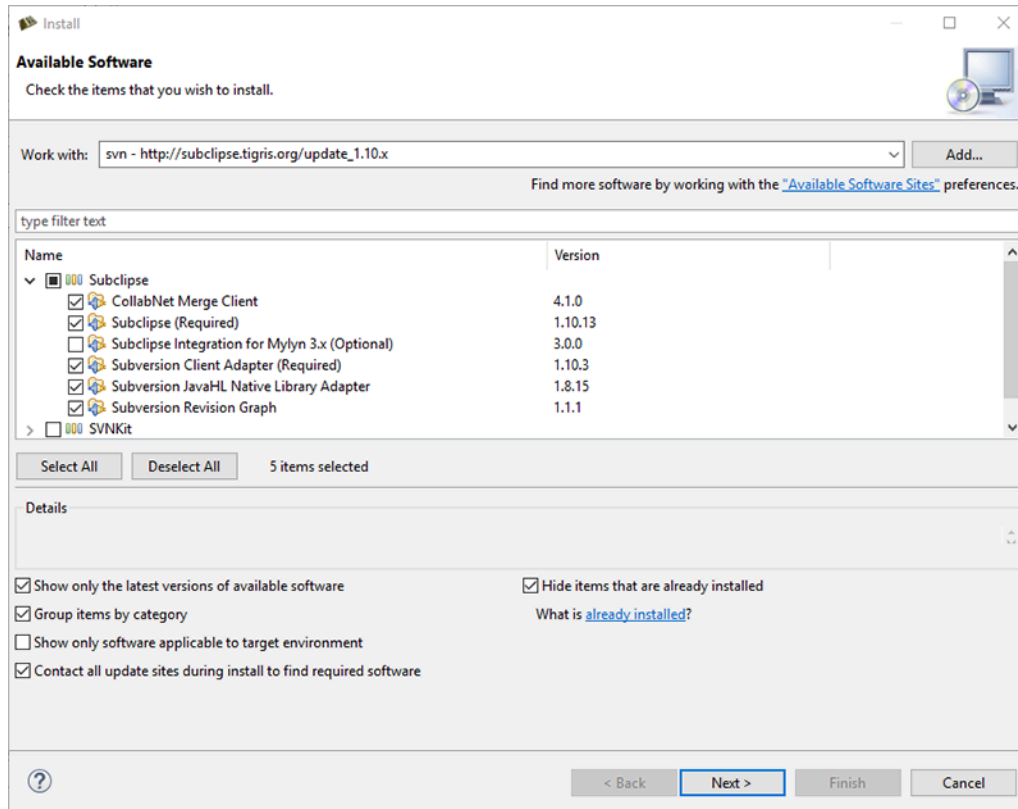 Install
Available Software
Check the items that you wish to install.
Work with: svn - http://subclipse.tigris.org/update_1.10.x Add...
Find more software by working with the "Available Software Sites" preferences.
type filter text
Name Version
Subclipse
CollabNet Merge Client 4.1.0
Subclipse (Required) 1.10.13
Subclipse Integration for Mylyn 3.x (Optional) 3.0.0
Subversion Client Adapter (Required) 1.10.3
Subversion JavaHL Native Library Adapter 1.8.15
Subversion Revision Graph 1.1.1
SVNKit
Select All Deselect All 5 items selected
Details
Show only the latest versions of available software Hide items that are already installed
Group items by category What is already installed?
Show only software applicable to target environment
Contact all update sites during install to find required software
? < Back Next > Finish Cancel